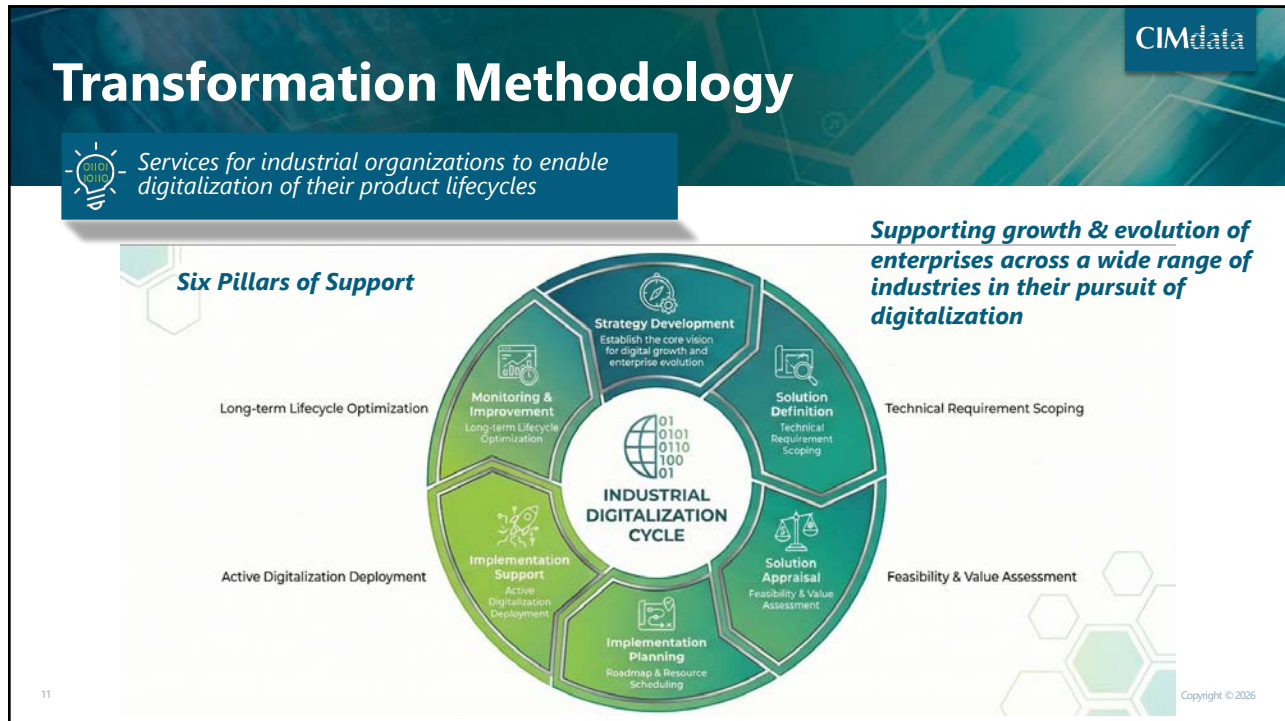 CIMdata
Transformation Methodology
01101
10110
Services for industrial organizations to enable
digitalization of their product lifecycles
Supporting growth & evolution of
enterprises across a wide range of
industries in their pursuit of
digitalization
Six Pillars of Support
Strategy Development
Establish the core vision
for digital growth and
enterprise evolution
Solution
Definition
Technical
Requirement
Scoping
Technical Requirement Scoping
Solution
Appraisal
Feasibility & Value
Assessment
Feasibility & Value Assessment
Implementation
Planning
Roadmap & Resource
Scheduling
Implementation
Support
Active
Digitalization
Deployment
Active Digitalization Deployment
Monitoring &
Improvement
Long-term Lifecycle
Optimization
Long-term Lifecycle Optimization
01
0101
0110
100
01
INDUSTRIAL
DIGITALIZATION
CYCLE
11
Copyright © 2026